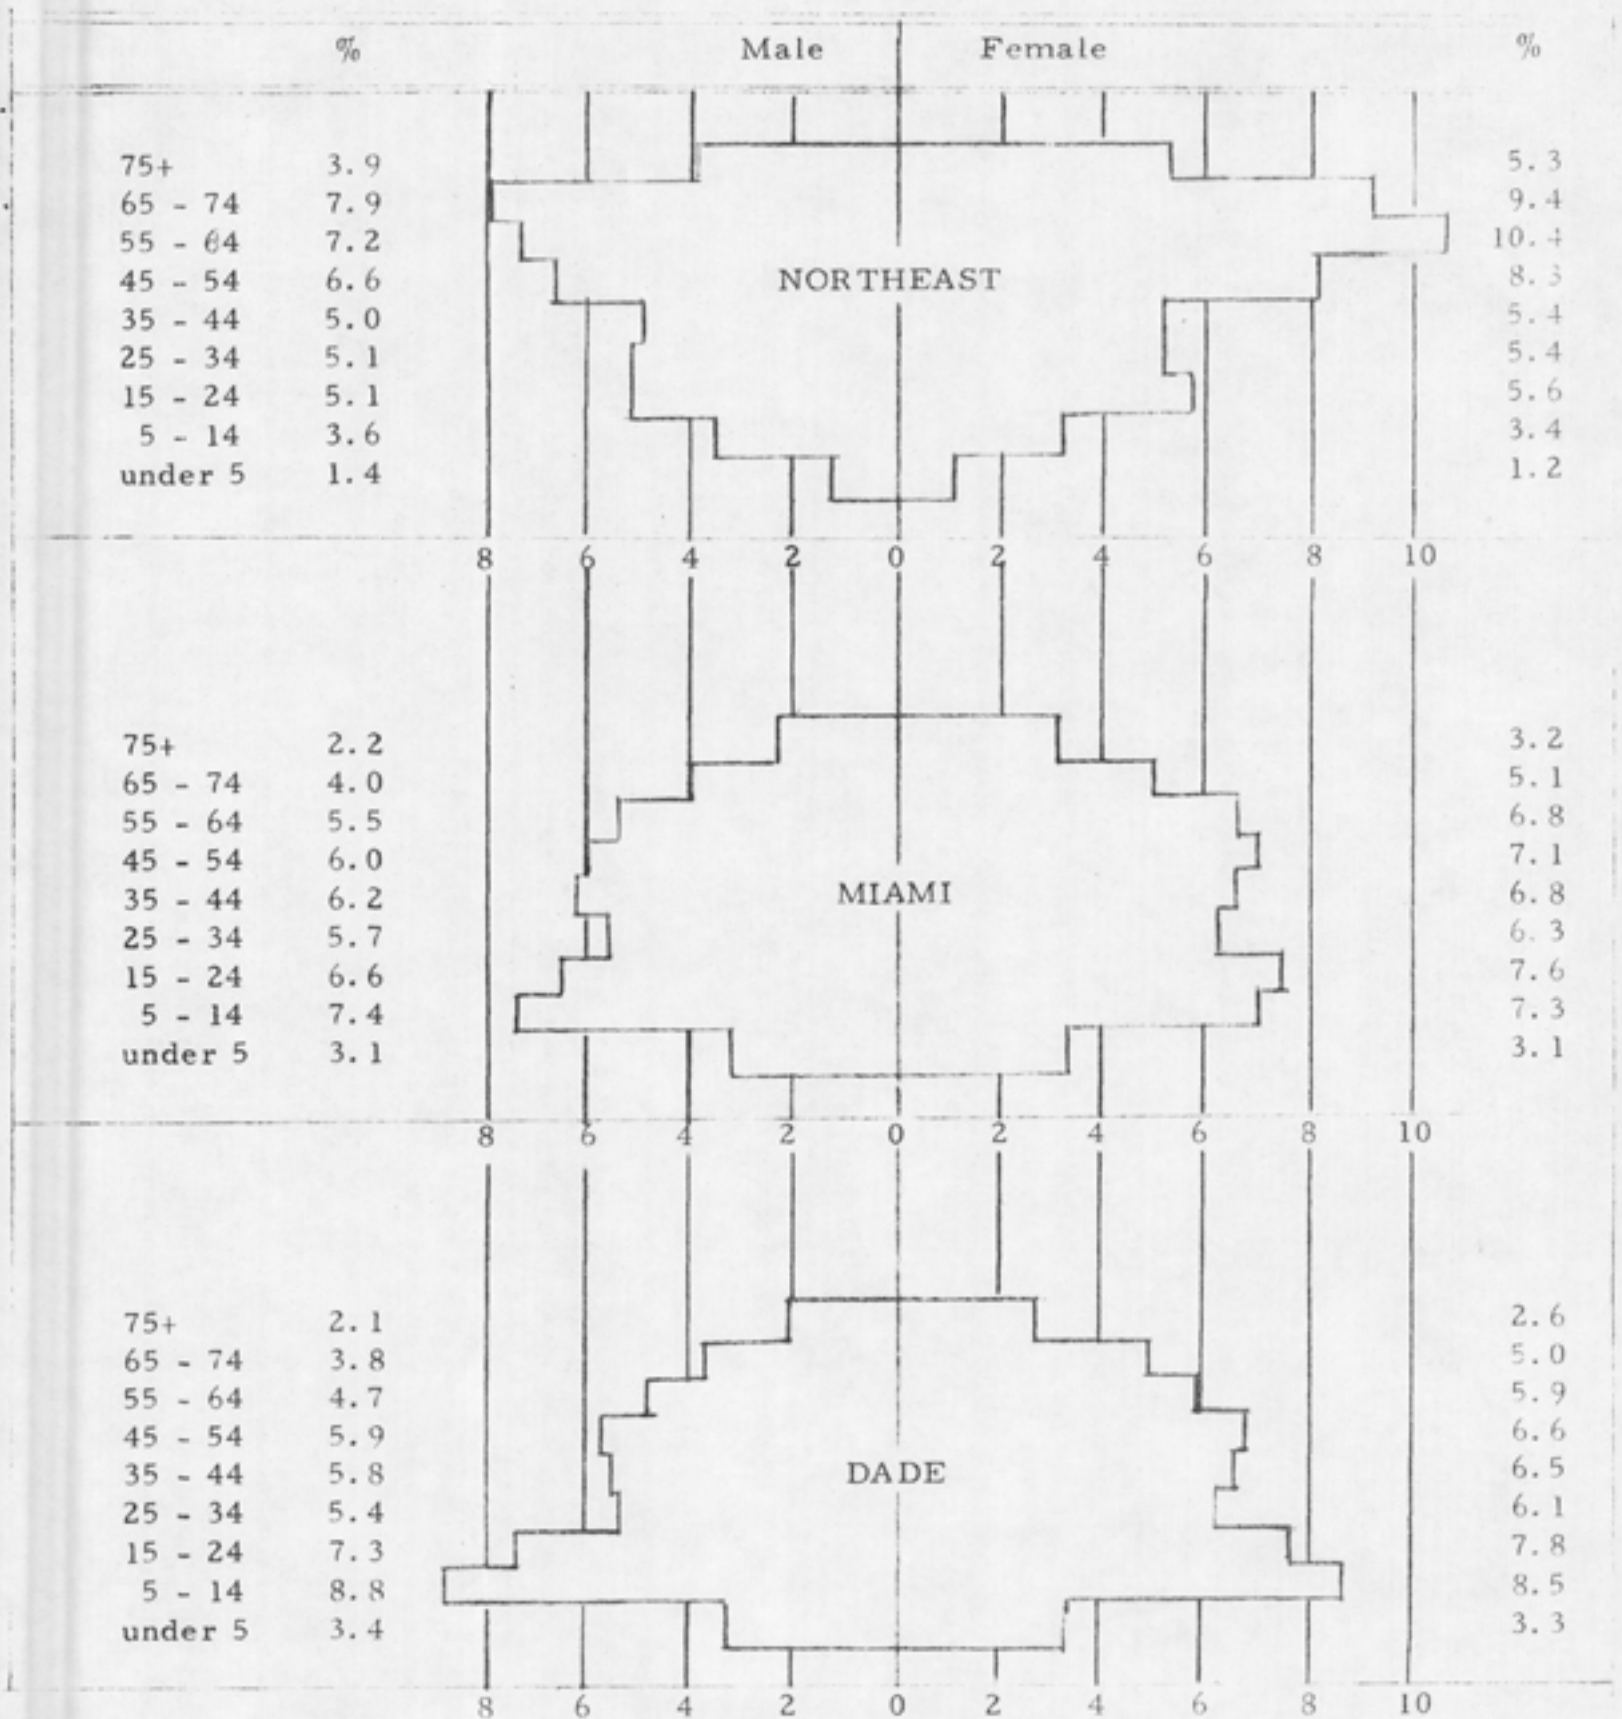 % Male Female %
75+ 3.9 5.3
65 - 74 7.9 9.4
55 - 64 7.2 10.4
45 - 54 6.6 8.3
NORTHEAST
35 - 44 5.0 5.4
25 - 34 5.1 5.4
15 - 24 5.1 5.6
5 - 14 3.6 3.4
under 5 1.4 1.2
8 6 4 2 0 2 4 6 8 10
75+ 2.2 3.2
65 - 74 4.0 5.1
55 - 64 5.5 6.8
45 - 54 6.0 7.1
MIAMI
35 - 44 6.2 6.8
25 - 34 5.7 6.3
15 - 24 6.6 7.6
5 - 14 7.4 7.3
under 5 3.1 3.1
8 6 4 2 0 2 4 6 8 10
75+ 2.1 2.6
65 - 74 3.8 5.0
55 - 64 4.7 5.9
45 - 54 5.9 6.6
DADE
35 - 44 5.8 6.5
25 - 34 5.4 6.1
15 - 24 7.3 7.8
5 - 14 8.8 8.5
under 5 3.4 3.3
8 6 4 2 0 2 4 6 8 10